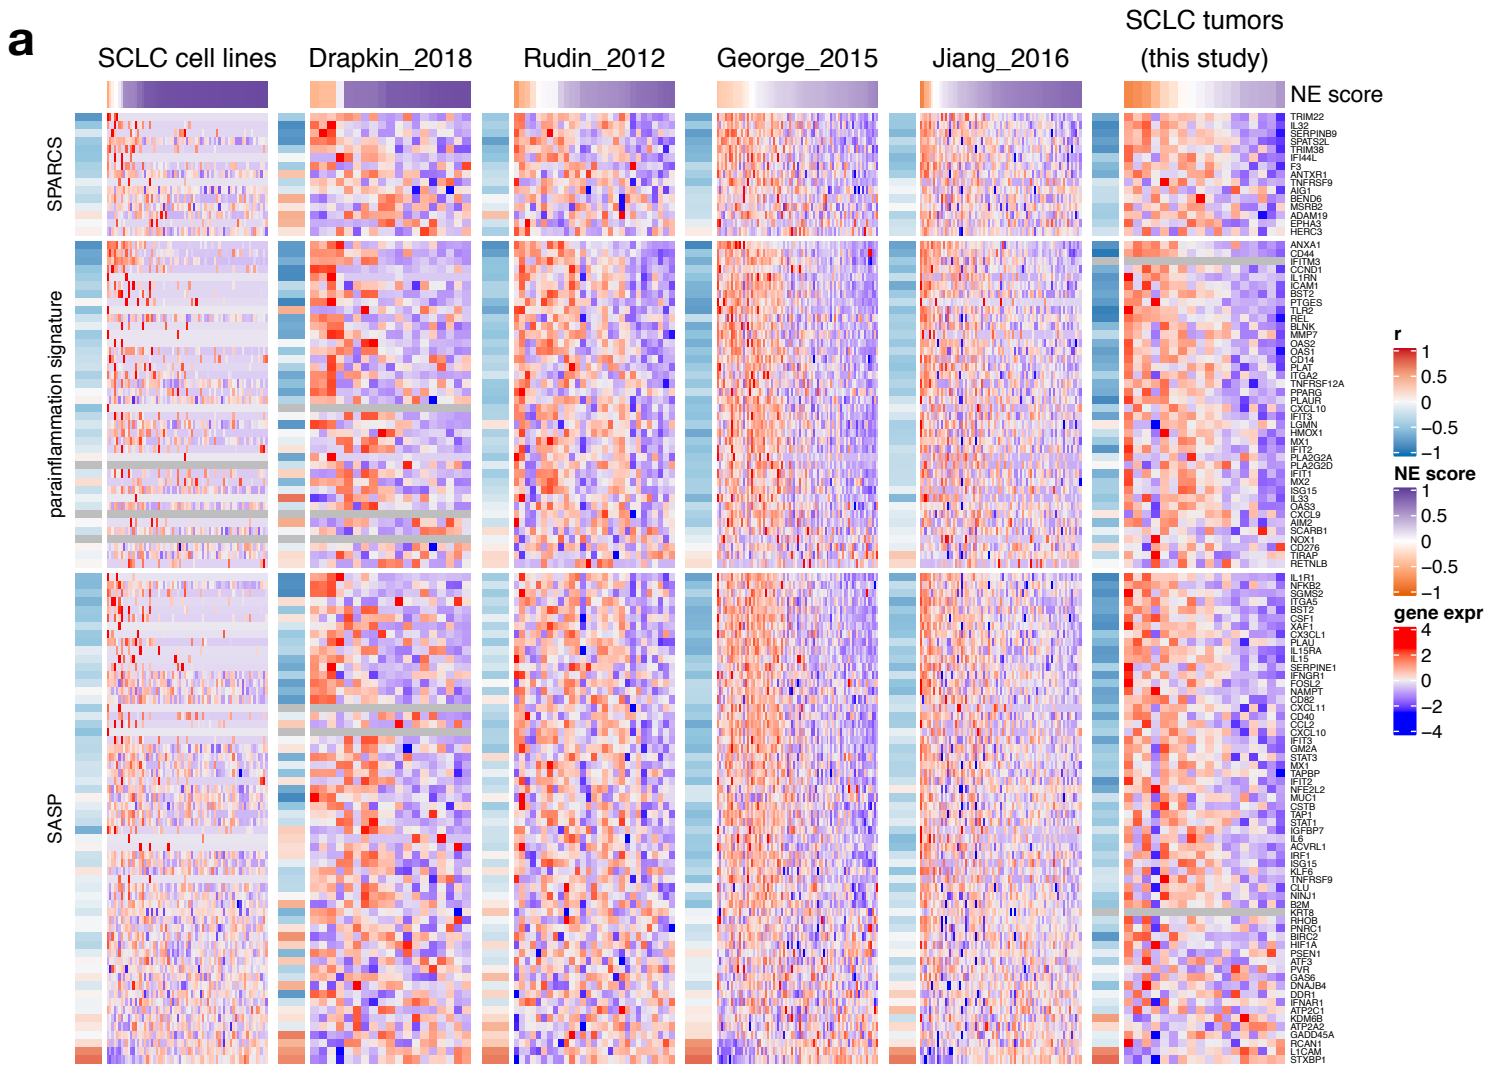 a
SCLC cell lines
Drapkin_2018
Rudin_2012
George_2015
Jiang_2016
SCLC tumors
(this study)
NE score
SPARCS
TRIM22
IL32
SERPINB9
SPATS2L
TRIM38
IFI44L
F3
ANTXR1
TNFRSF9
AIG1
BEND6
MSRB2
ADAM19
EPHA3
HERC3
parainflammation signature
ANXA1
CD44
IFITM3
CCND1
IL1RN
ICAM1
BST2
PTGES
TLR2
REL
BLNK
MMP7
OAS2
OAS1
CD14
PLAT
ITGA2
TNFRSF12A
PPARG
PLAUR
CXCL10
IFIT3
LGMN
HMOX1
MX1
IFIT2
PLA2G2A
PLA2G2D
IFIT1
MX2
ISG15
IL33
OAS3
CXCL9
AIM2
SCARB1
NOX1
CD276
TIRAP
RETNLB
SASP
IL1R1
NFKB2
SGMS2
ITGA5
BST2
CSF1
XAF1
CX3CL1
PLAU
IL15RA
IL15
SERPINE1
IFNGR1
FOSL2
NAMPT
CD82
CXCL11
CD40
CCL2
CXCL10
IFIT3
GM2A
STAT3
MX1
TAPBP
IFIT2
NFE2L2
MUC1
CSTB
TAP1
STAT1
IGFBP7
IL6
ACVRL1
IRF1
ISG15
KLF6
TNFRSF9
CLU
NINJ1
B2M
KRT8
RHOB
PNRC1
BIRC2
HIF1A
PSEN1
ATF3
PVR
GAS6
DNAJB4
DDR1
IFNAR1
ATP2C1
KDM6B
ATP2A2
GADD45A
RCAN1
L1CAM
STXBP1
r
1
0.5
0
−0.5
−1
NE score
1
0.5
0
−0.5
−1
gene expr
4
2
0
−2
−4